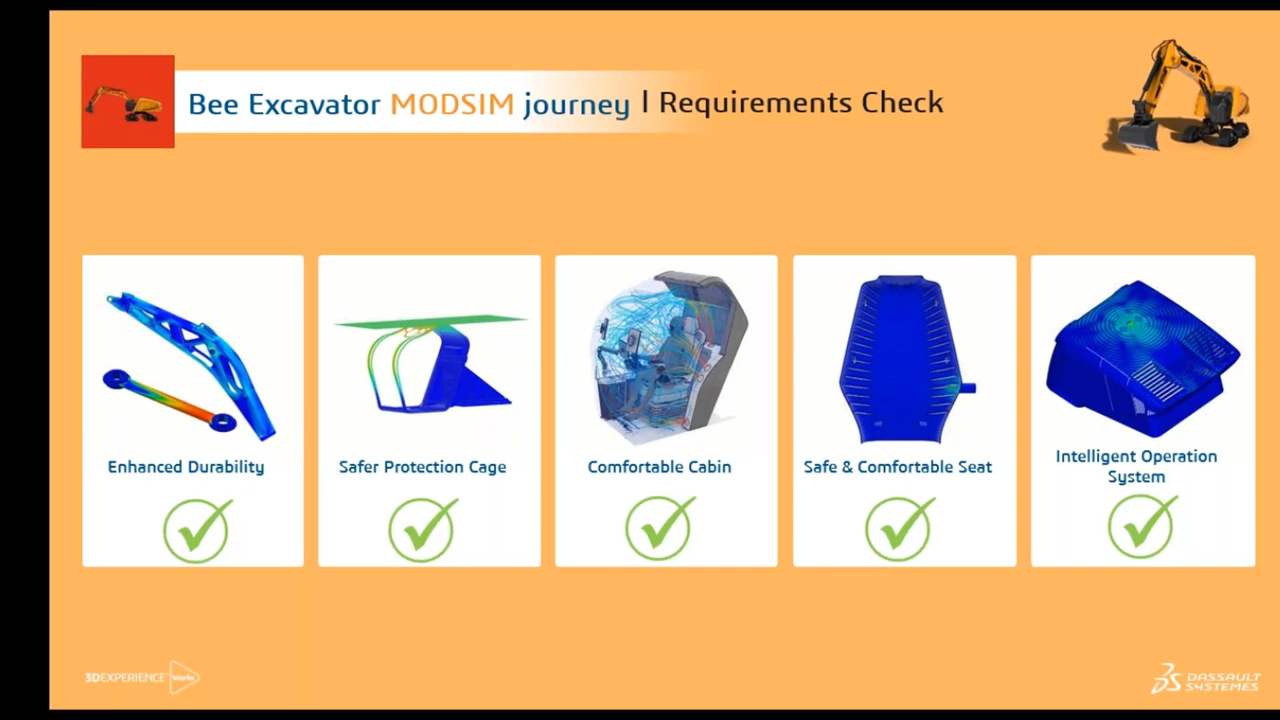 Bee Excavator MODSIM journey | Requirements Check
Enhanced Durability
Safer Protection Cage
Comfortable Cabin
Safe & Comfortable Seat
Intelligent Operation
System
3DEXPERIENCE Works
DASSAULT
SYSTEMES